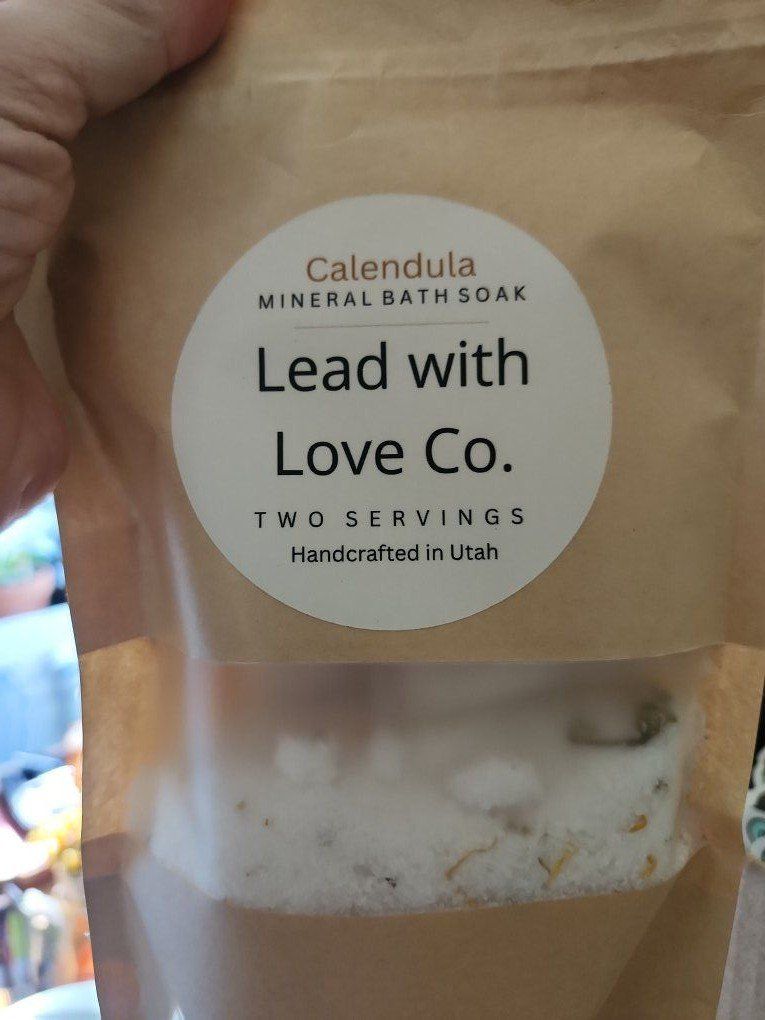 Calendula
MINERAL BATH SOAK
Lead with
Love Co.
TWO SERVINGS
Handcrafted in Utah